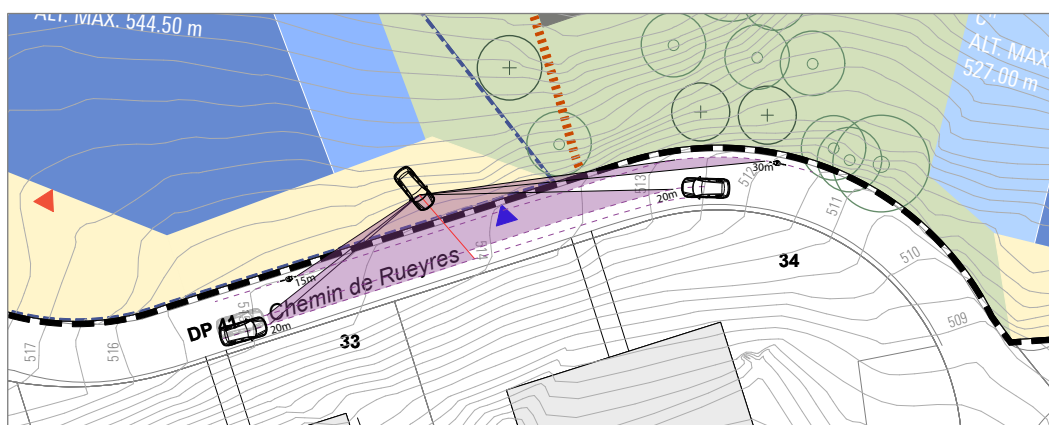 ALT. MAX. 544.50 m
C"
ALT. MAX
527.00 m
30m
513
512
20m
511
34
510
509
514
15m
Chemin de Rueyres
DP 41
20m
33
517
516